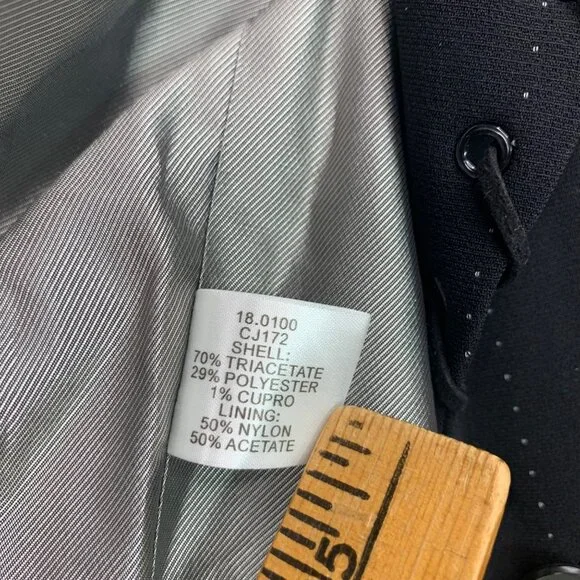 18.0100
CJ172
SHELL:
70% TRIACETATE
29% POLYESTER
1% CUPRO
LINING:
50% NYLON
50% ACETATE
5